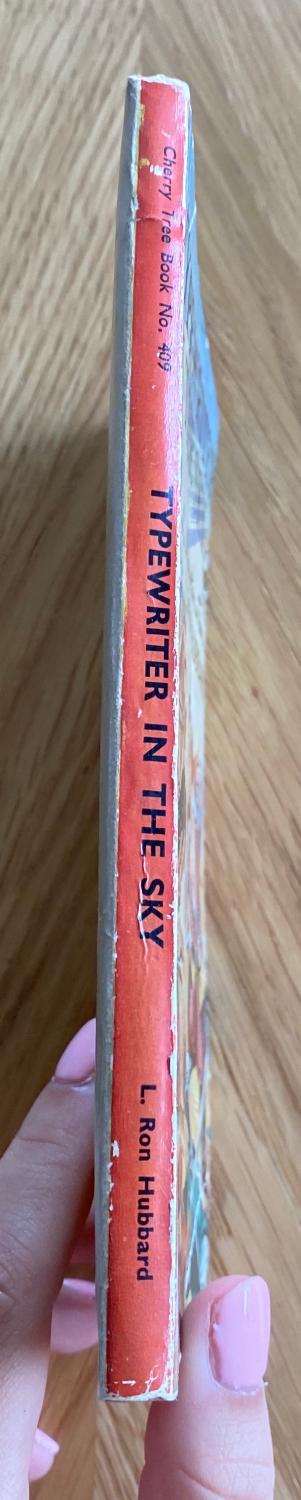 Cherry Tree Book No. 409
TYPEWRITER IN THE SKY
L. Ron Hubbard